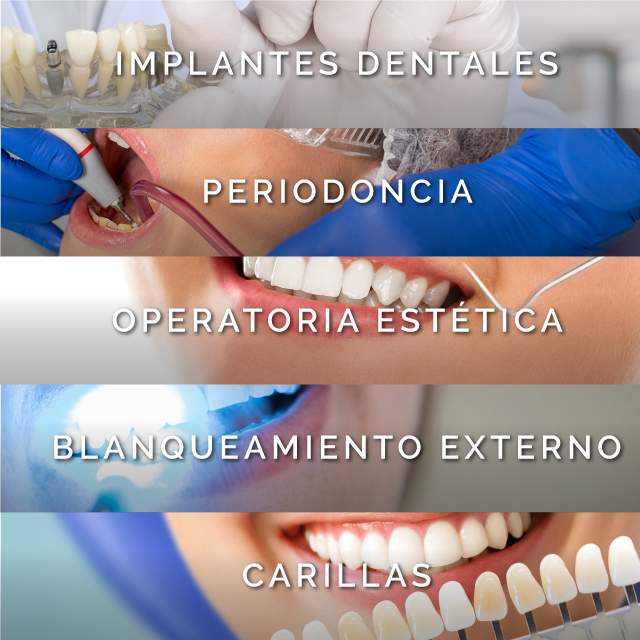 IMPLANTES DENTALES
PERIODONCIA
OPERATORIA ESTÉTICA
BLANQUEAMIENTO EXTERNO
CARILLAS